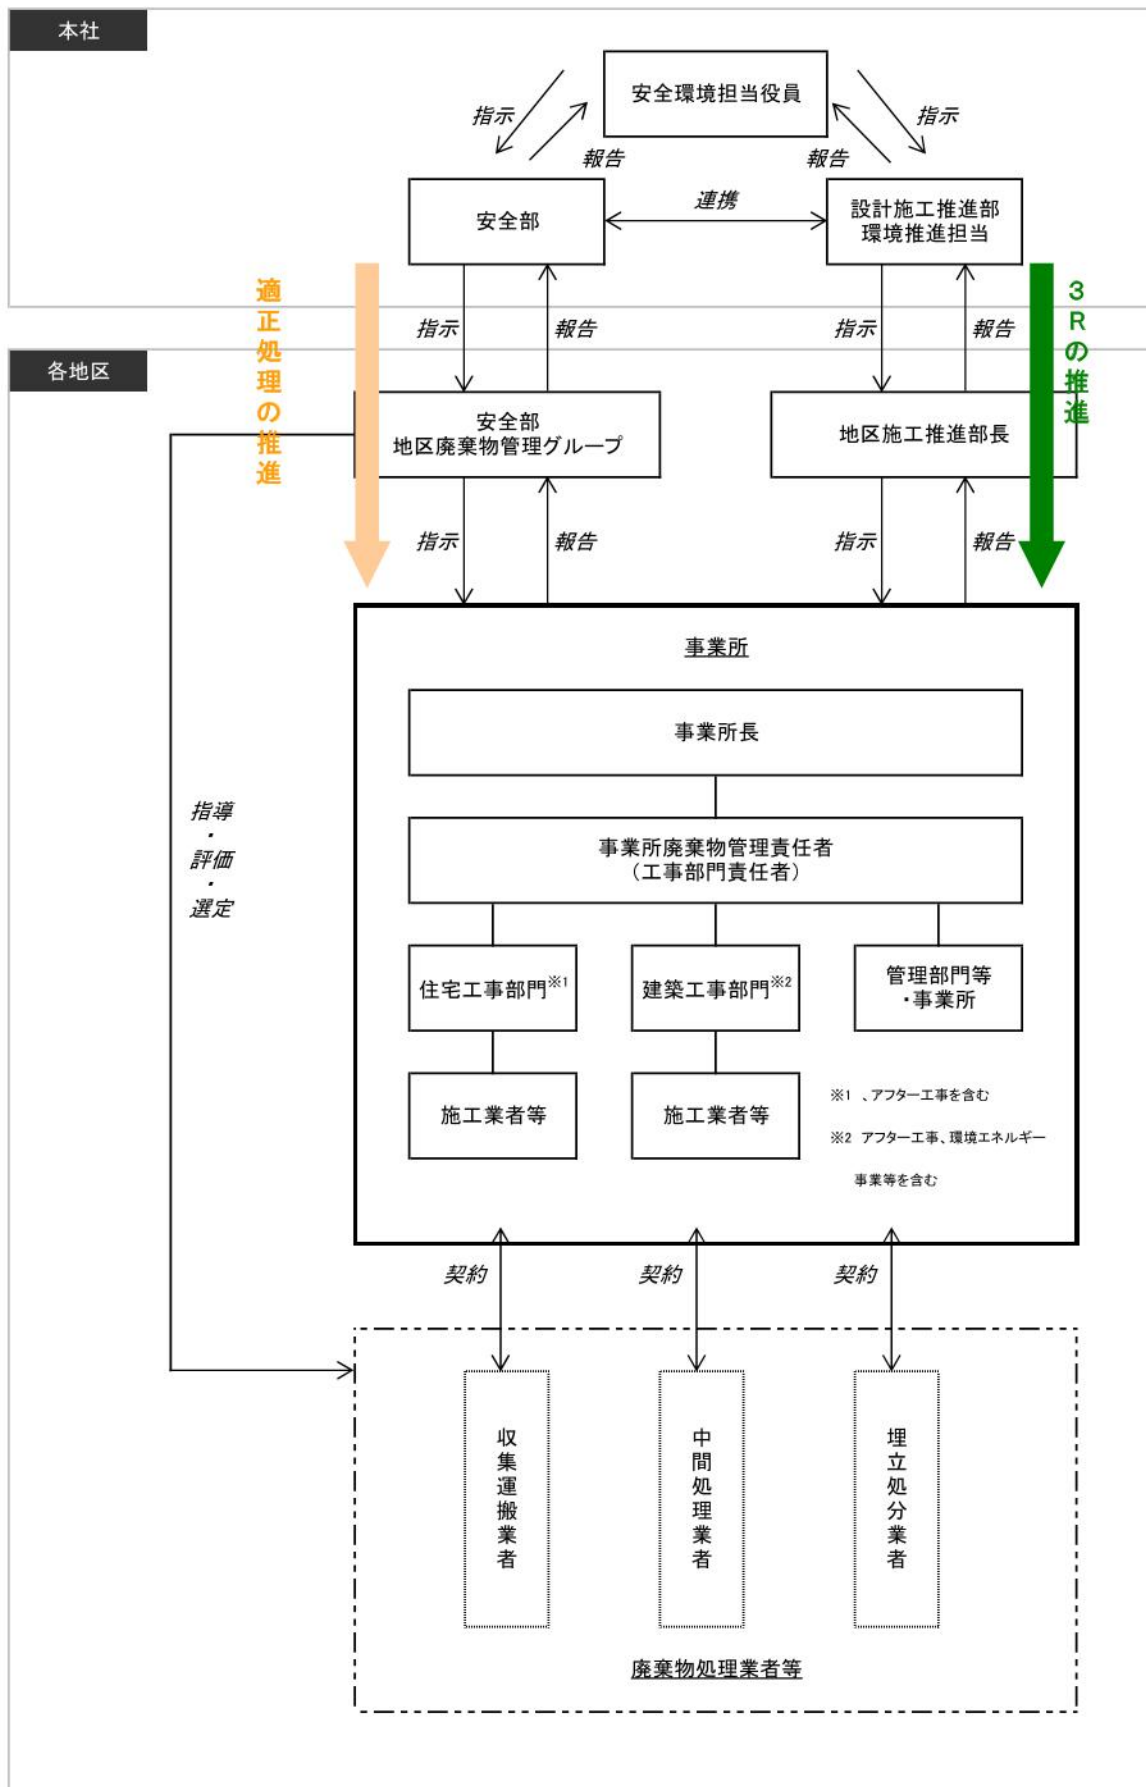 本社
安全環境担当役員
指示
指示
報告
報告
安全部
連携
設計施工推進部
環境推進担当
適正処理の推進
3Rの推進
指示
報告
指示
報告
各地区
安全部
地区廃棄物管理グループ
地区施工推進部長
指示
報告
指示
報告
事業所
事業所長
指導
・
評価
・
選定
事業所廃棄物管理責任者
(工事部門責任者)
住宅工事部門※1
建築工事部門※2
管理部門等
・事業所
施工業者等
施工業者等
※1 、アフター工事を含む
※2 アフター工事、環境エネルギー
事業等を含む
契約
契約
契約
収集運搬業者
中間処理業者
埋立処分業者
廃棄物処理業者等